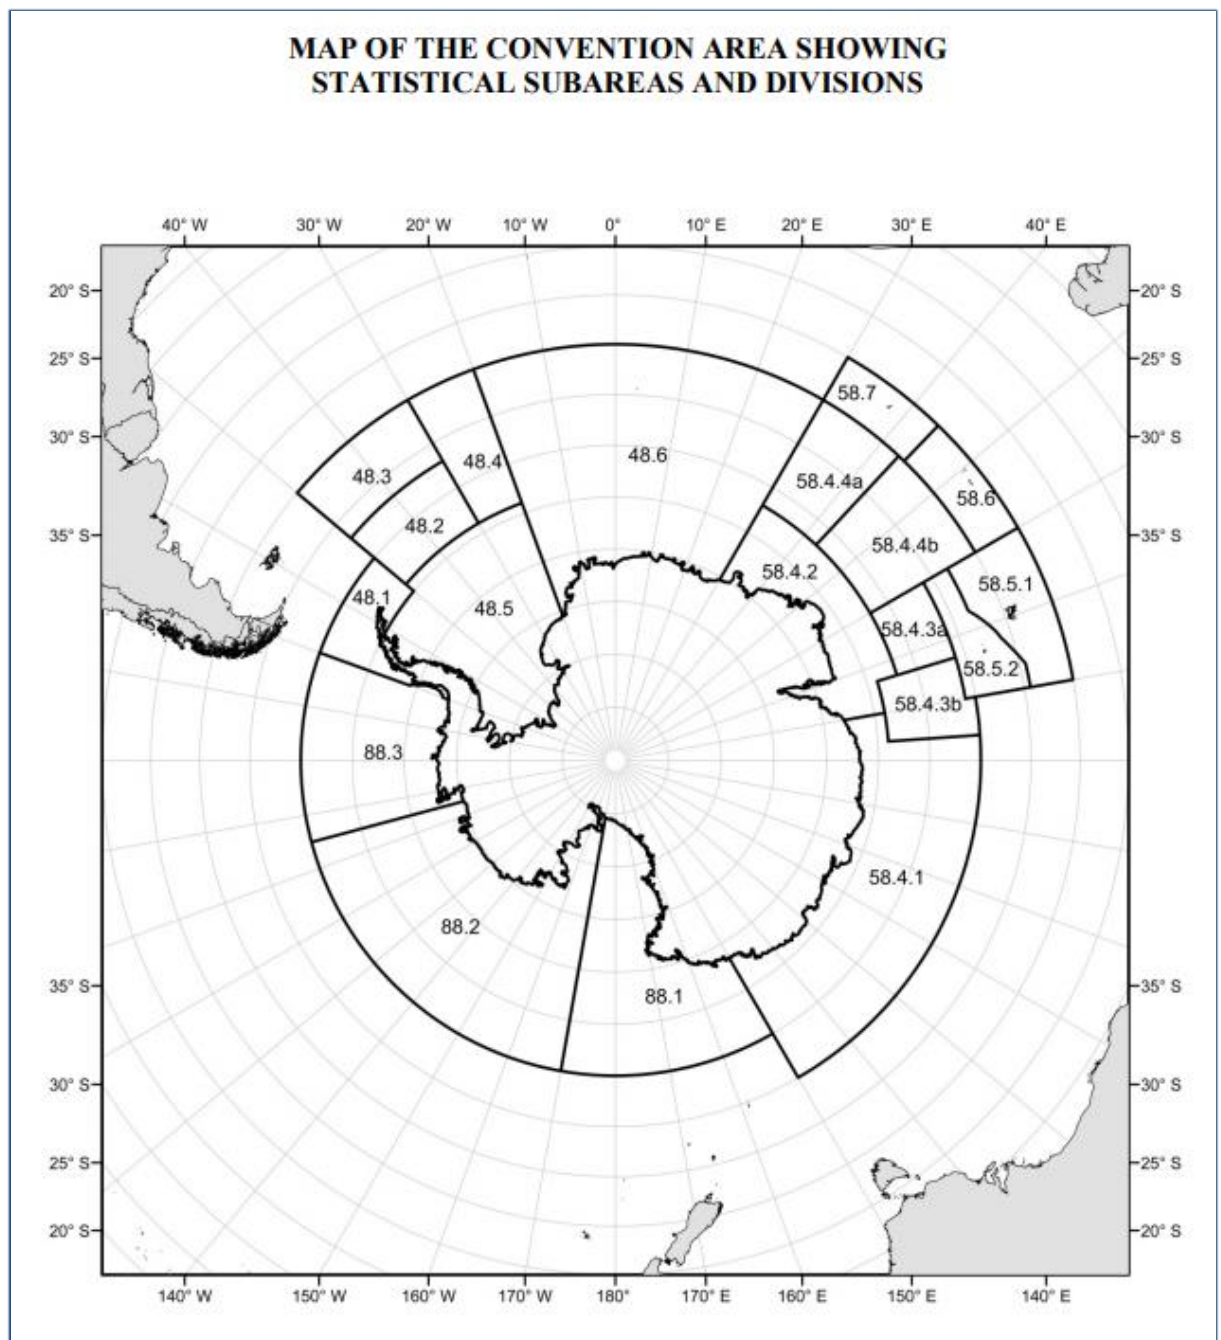 MAP OF THE CONVENTION AREA SHOWING
STATISTICAL SUBAREAS AND DIVISIONS
40° W 30° W 20° W 10° W 0° 10° E 20° E 30° E 40° E
20° S 20° S
25° S 25° S
58.7
30° S 30° S
48.3 48.4 48.6 58.4.4a 58.6
48.2
35° S 58.4.4b 35° S
48.1 48.5 58.4.2 58.5.1
58.4.3a
58.5.2
58.4.3b
88.3
58.4.1
88.2
88.1
35° S 35° S
30° S 30° S
25° S 25° S
20° S 20° S
140° W 150° W 160° W 170° W 180° 170° E 160° E 150° E 140° E